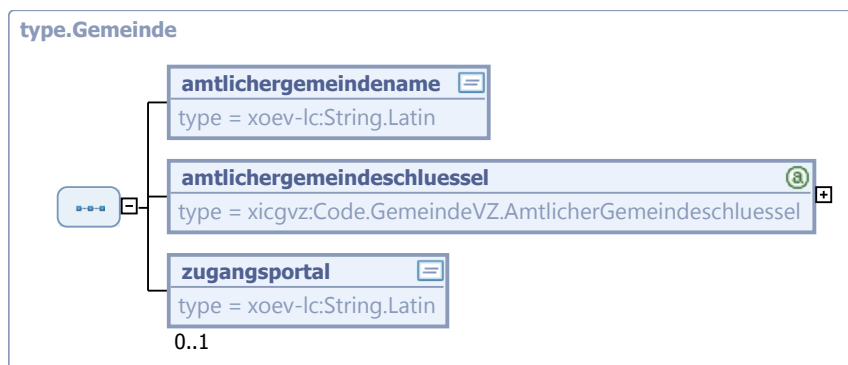 type.Gemeinde
amtlichergemeindename
type = xoev-lc:String.Latin
amtlichergemeindeschluessel
type = xicgvz:Code.GemeindeVZ.AmtlicherGemeindeschluessel
zugangsportal
type = xoev-lc:String.Latin
0..1